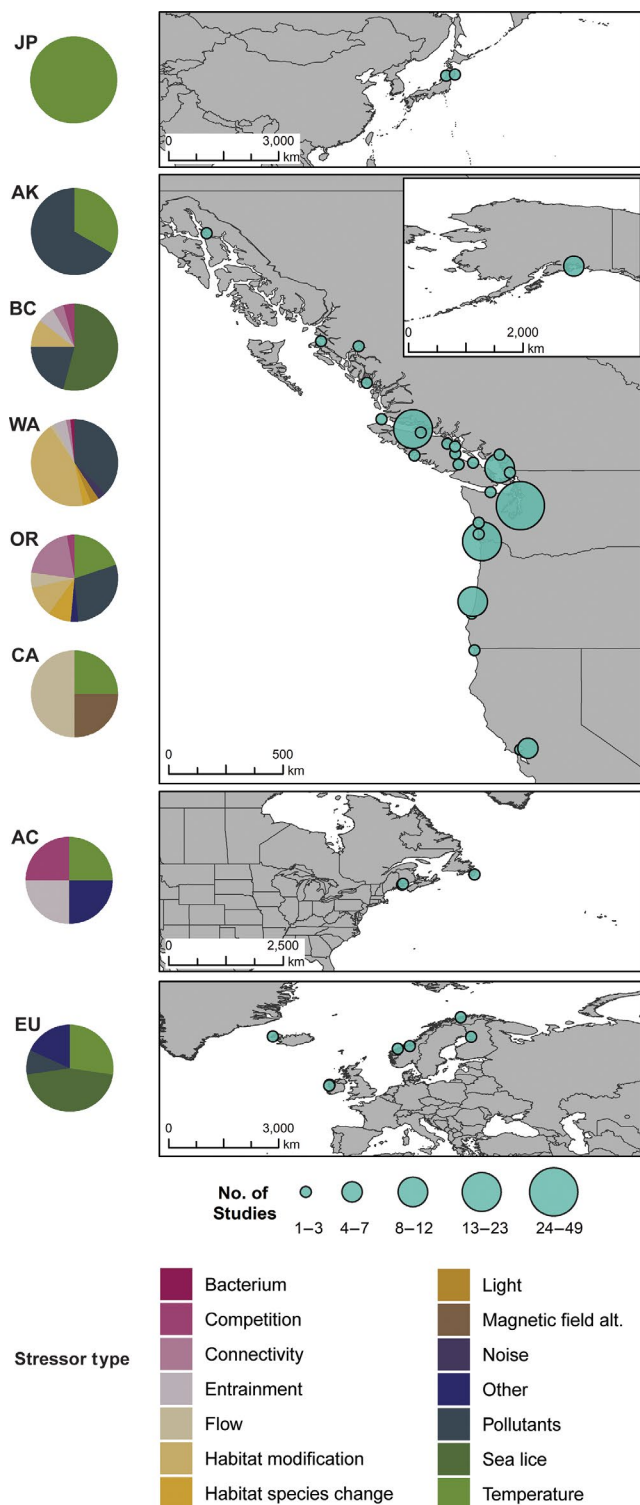 JP
0 3,000
km
AK
BC
WA
OR
CA
0 2,000
km
0 500
km
AC
0 2,500
km
EU
0 3,000
km
No. of
Studies
1–3 4–7 8–12 13–23 24–49
Stressor type
Bacterium
Competition
Connectivity
Entrainment
Flow
Habitat modification
Habitat species change
Light
Magnetic field alt.
Noise
Other
Pollutants
Sea lice
Temperature